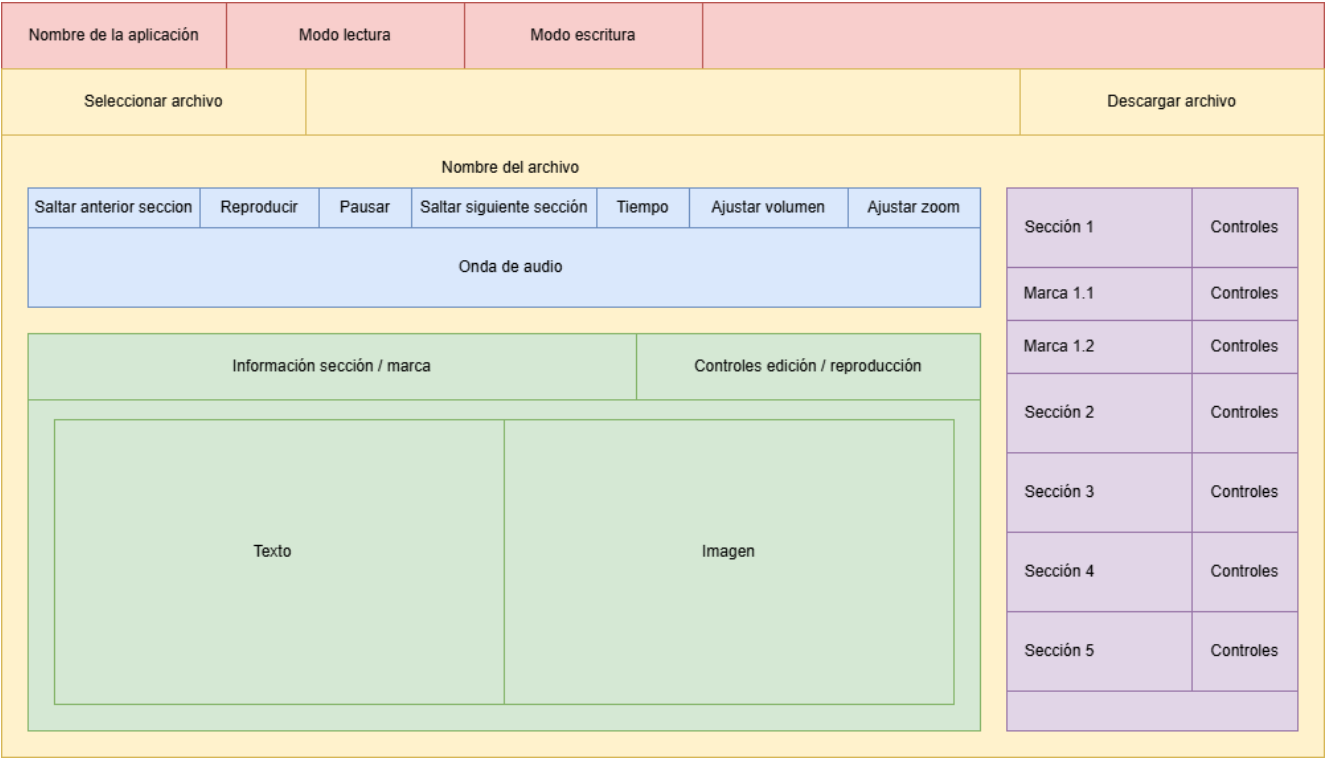 Nombre de la aplicación
Modo lectura
Modo escritura
Seleccionar archivo
Descargar archivo
Nombre del archivo
Saltar anterior seccion
Reproducir
Pausar
Saltar siguiente sección
Tiempo
Ajustar volumen
Ajustar zoom
Onda de audio
Información sección / marca
Controles edición / reproducción
Texto
Imagen
Sección 1
Controles
Marca 1.1
Controles
Marca 1.2
Controles
Sección 2
Controles
Sección 3
Controles
Sección 4
Controles
Sección 5
Controles